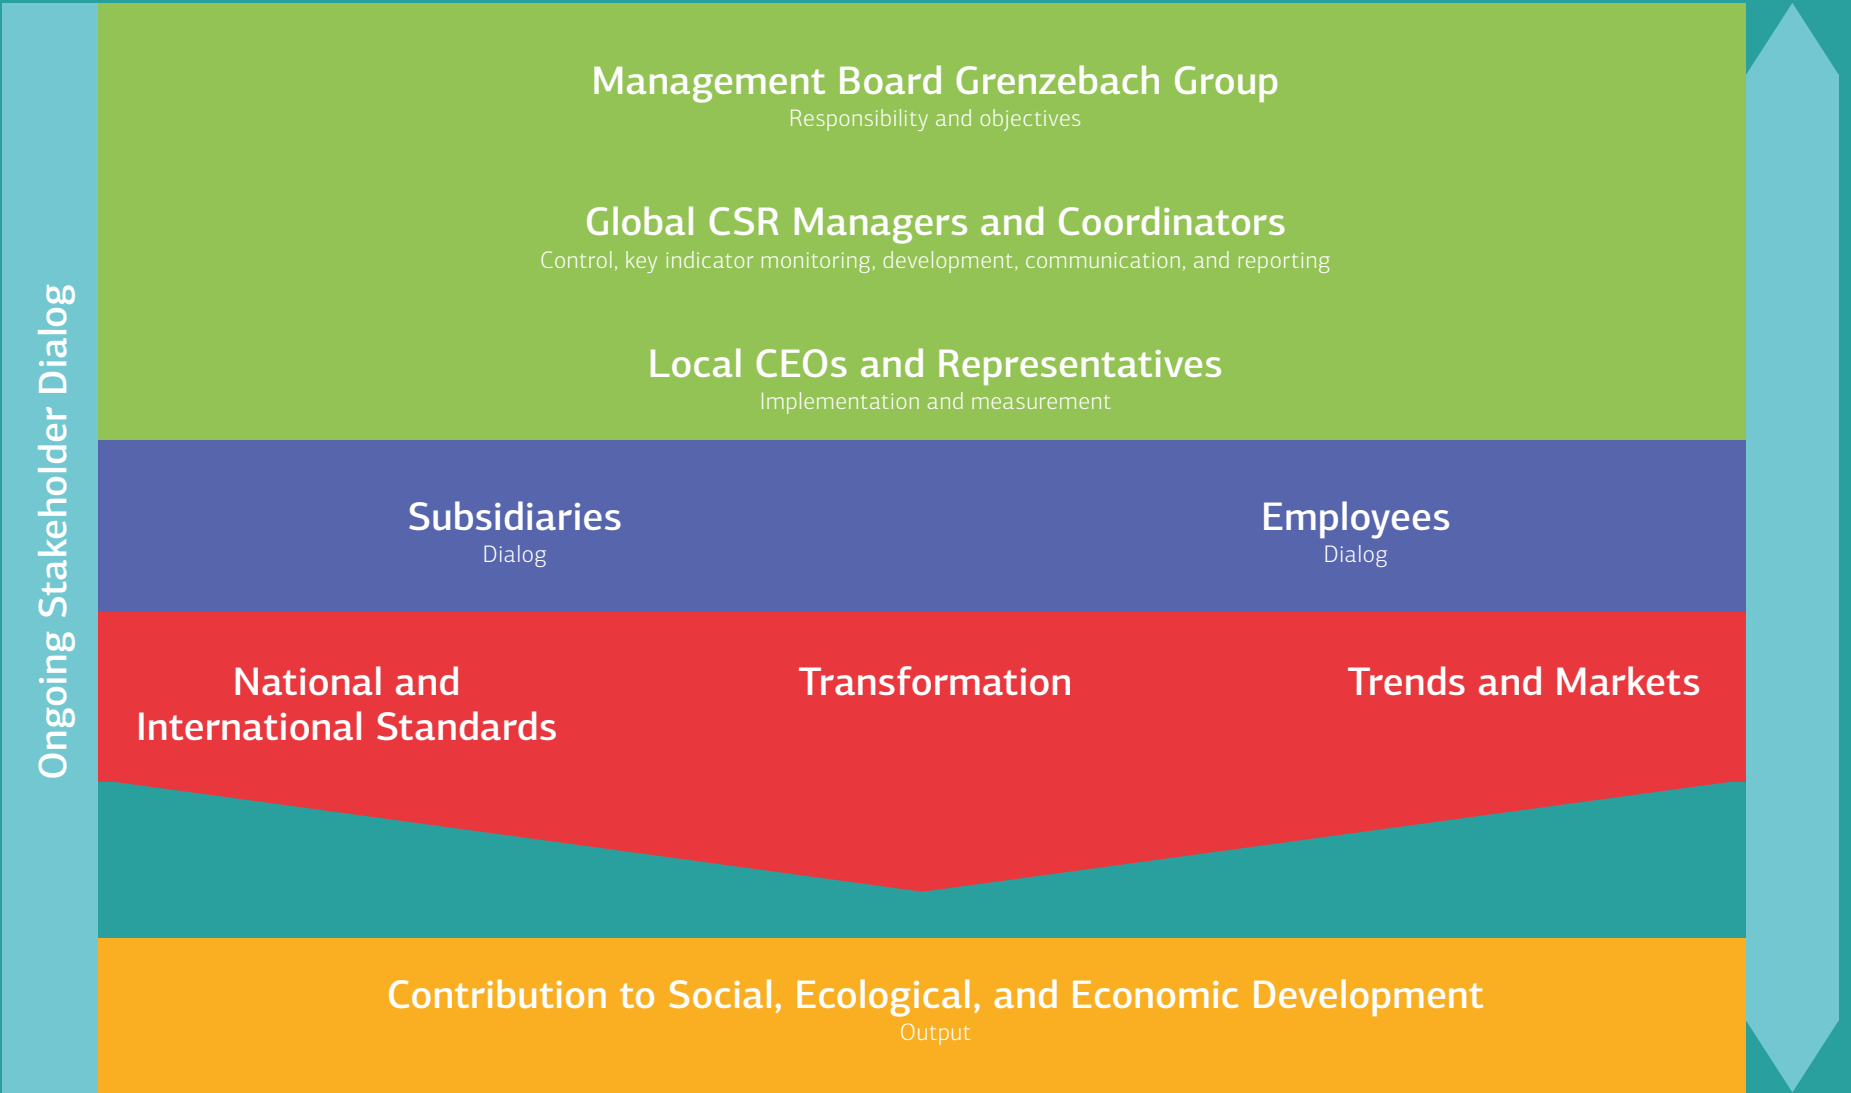 Ongoing Stakeholder Dialog
Management Board Grenzebach Group
Responsibility and objectives
Global CSR Managers and Coordinators
Control, key indicator monitoring, development, communication, and reporting
Local CEOs and Representatives
Implementation and measurement
Subsidiaries
Dialog
Employees
Dialog
National and
International Standards
Transformation
Trends and Markets
Contribution to Social, Ecological, and Economic Development
Output